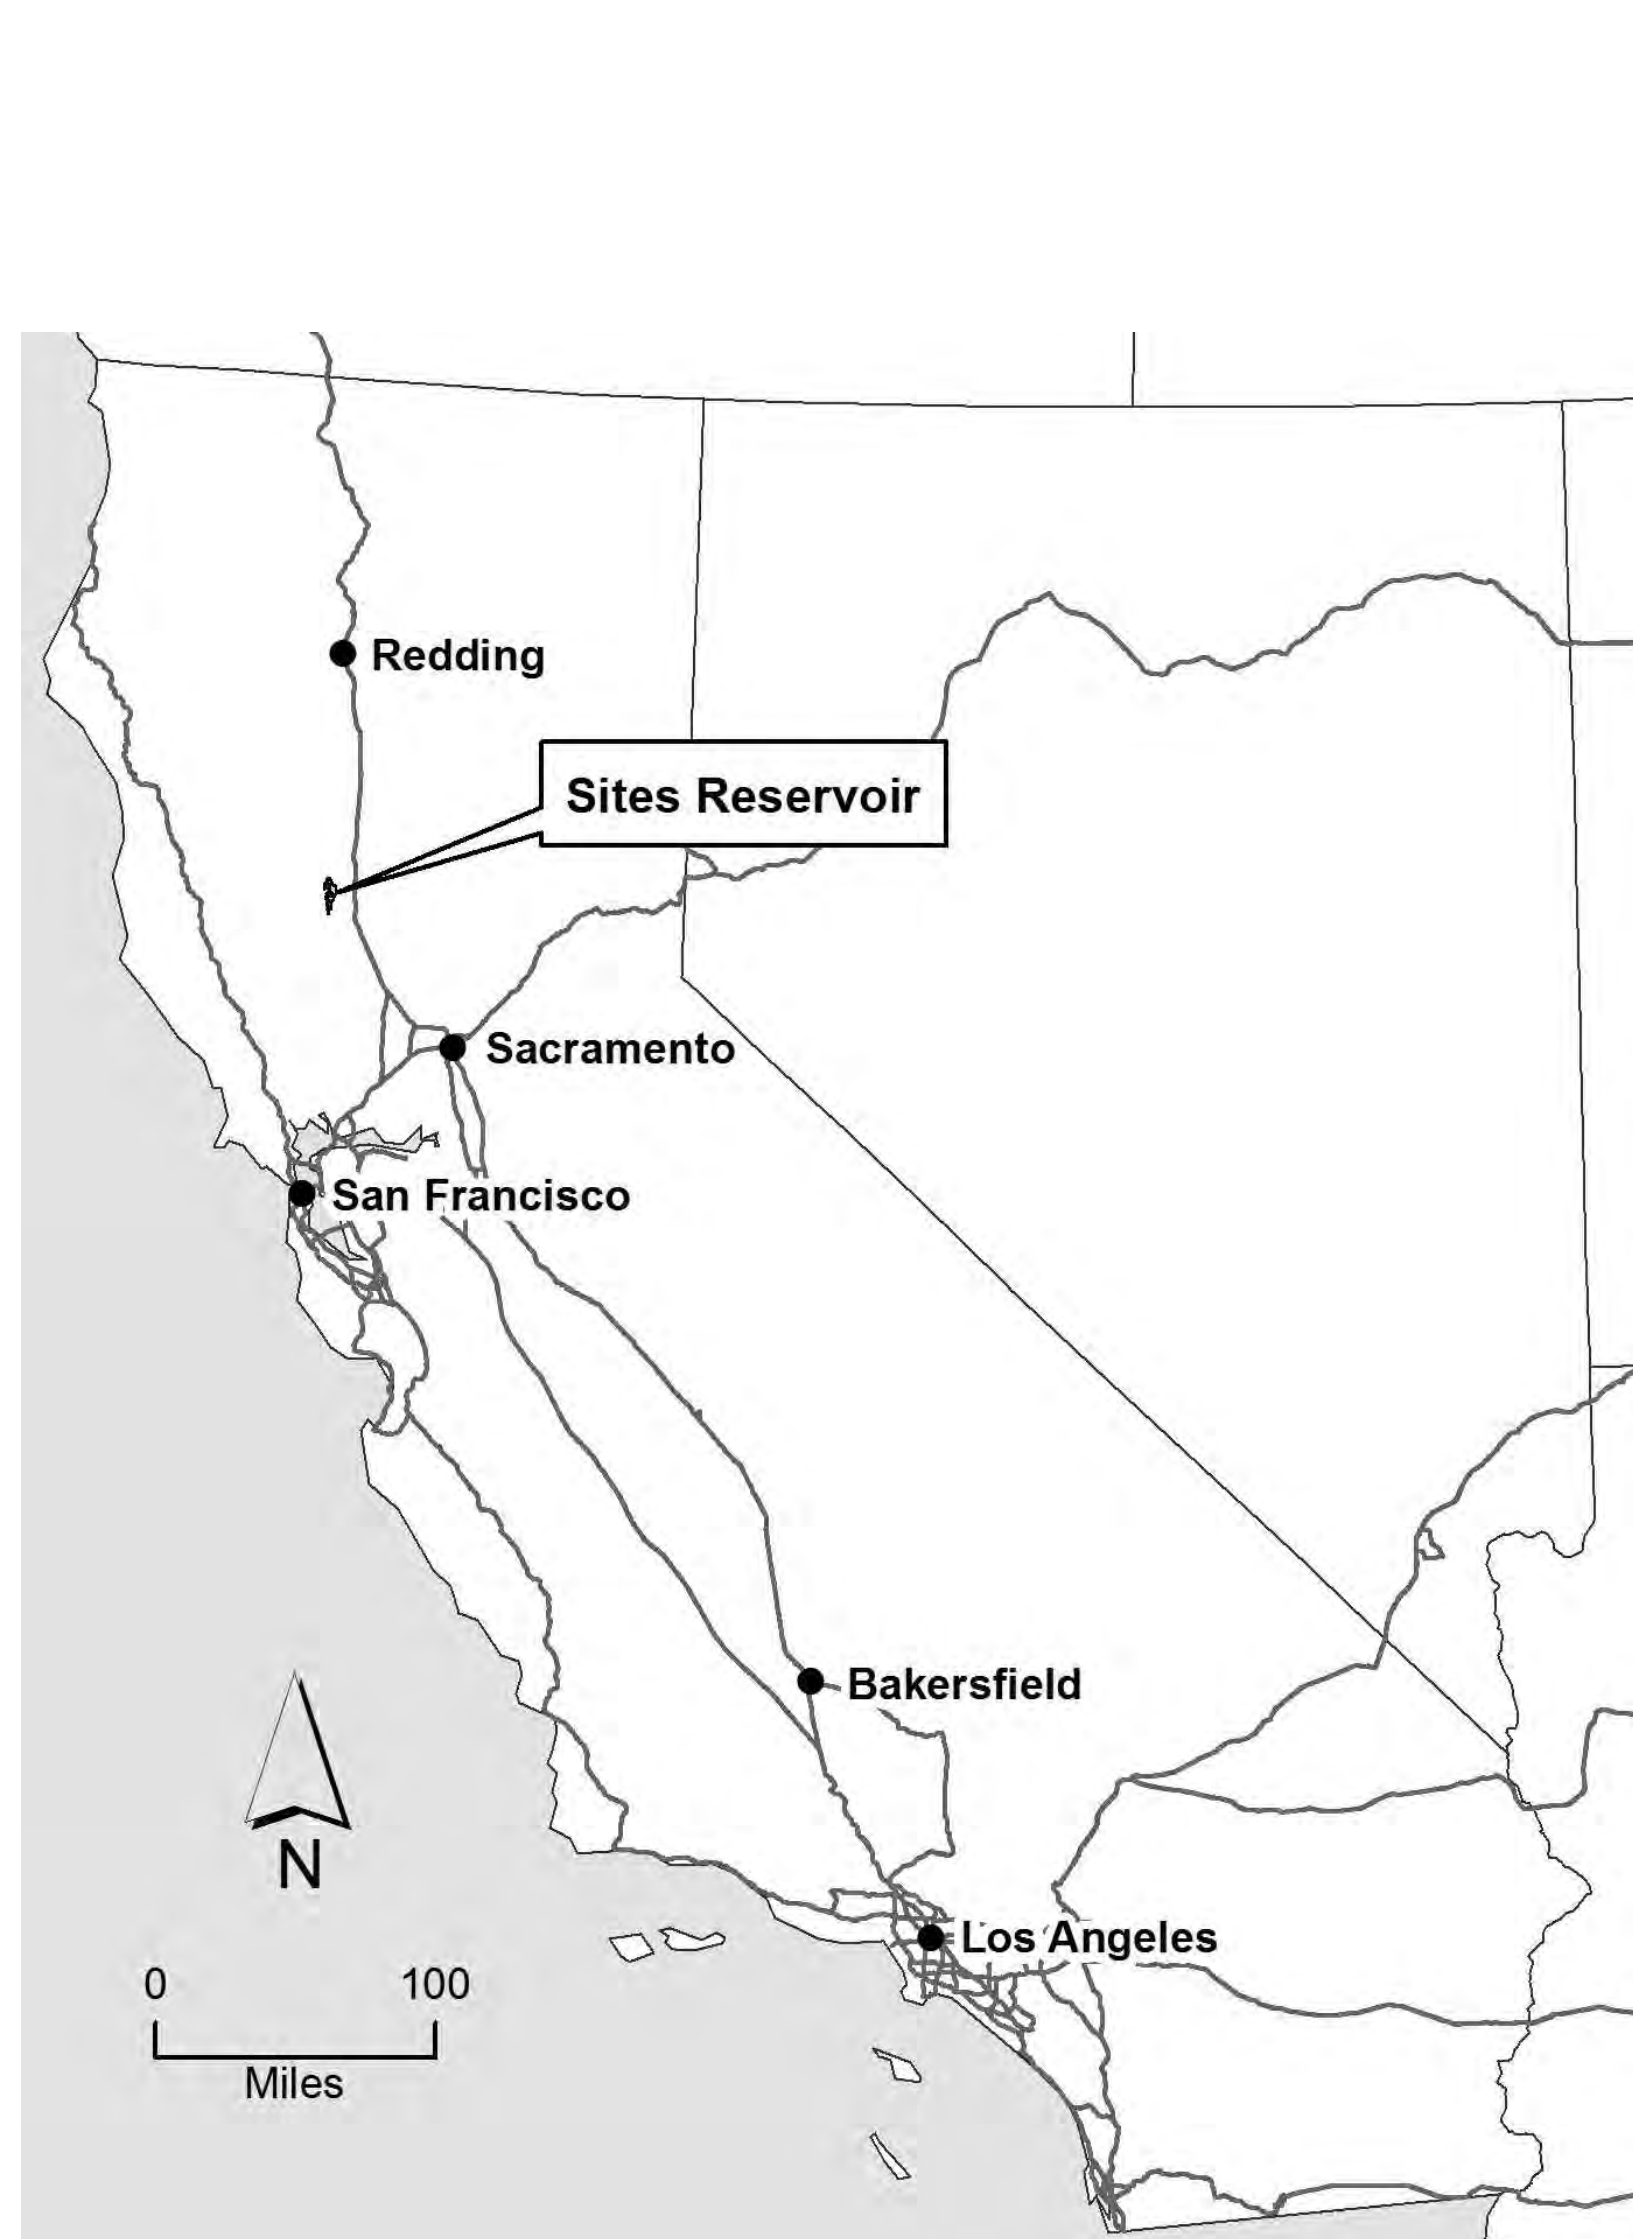 Redding
Sites Reservoir
Sacramento
San Francisco
Bakersfield
N
Los Angeles
0 100
Miles